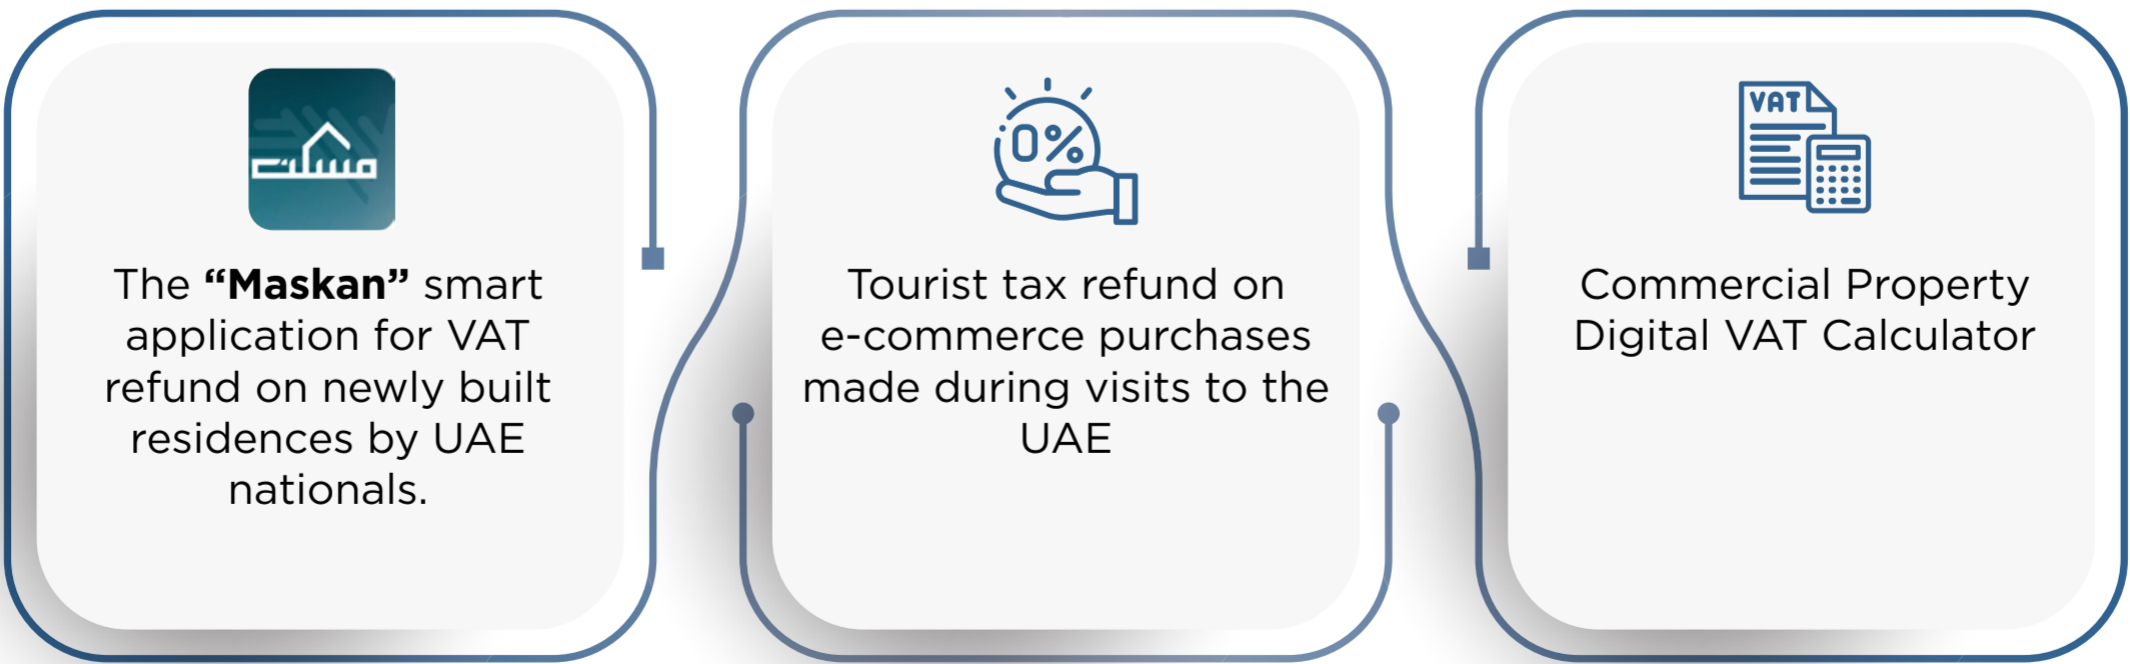 مسكن
The “Maskan” smart
application for VAT
refund on newly built
residences by UAE
nationals.
0%
Tourist tax refund on
e-commerce purchases
made during visits to the
UAE
VAT
Commercial Property
Digital VAT Calculator